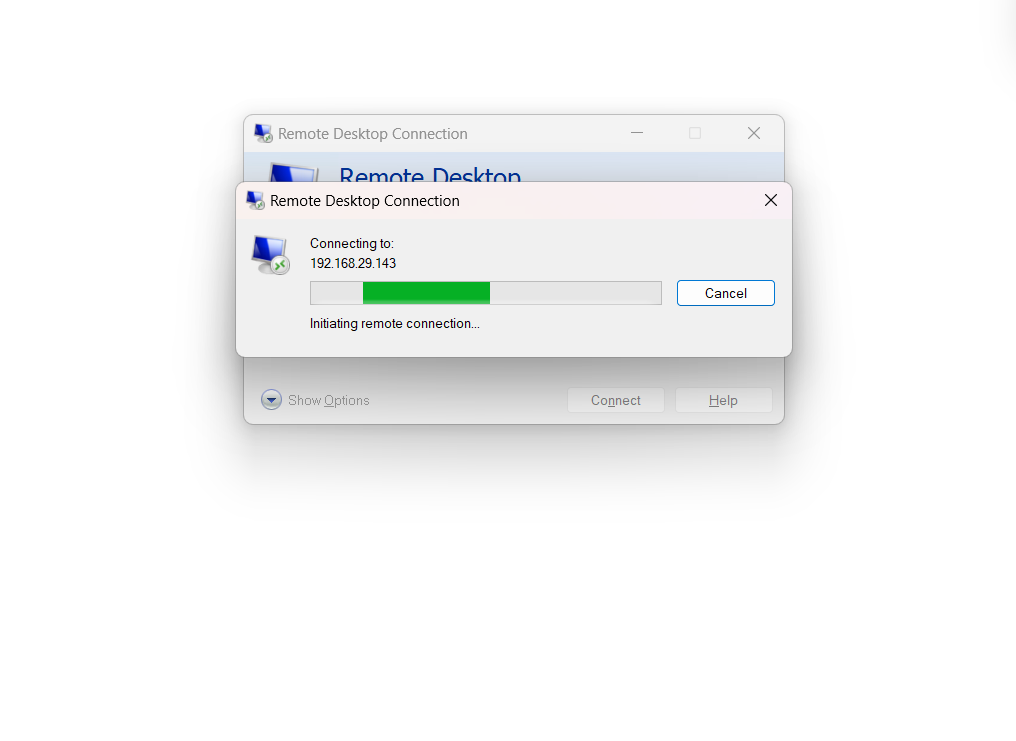 Remote Desktop Connection
Remote Desktop
Remote Desktop Connection
Connecting to:
192.168.29.143
Cancel
Initiating remote connection...
Show Options
Connect
Help